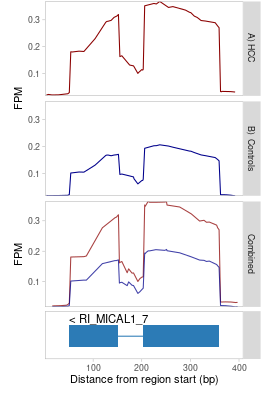 0.3
0.2
0.1
A) HCC
FPM
0.3
0.2
0.1
B) Controls
0.3
0.2
0.1
FPM
Combined
< RI_MICAL1_7
100 200 300 400
Distance from region start (bp)